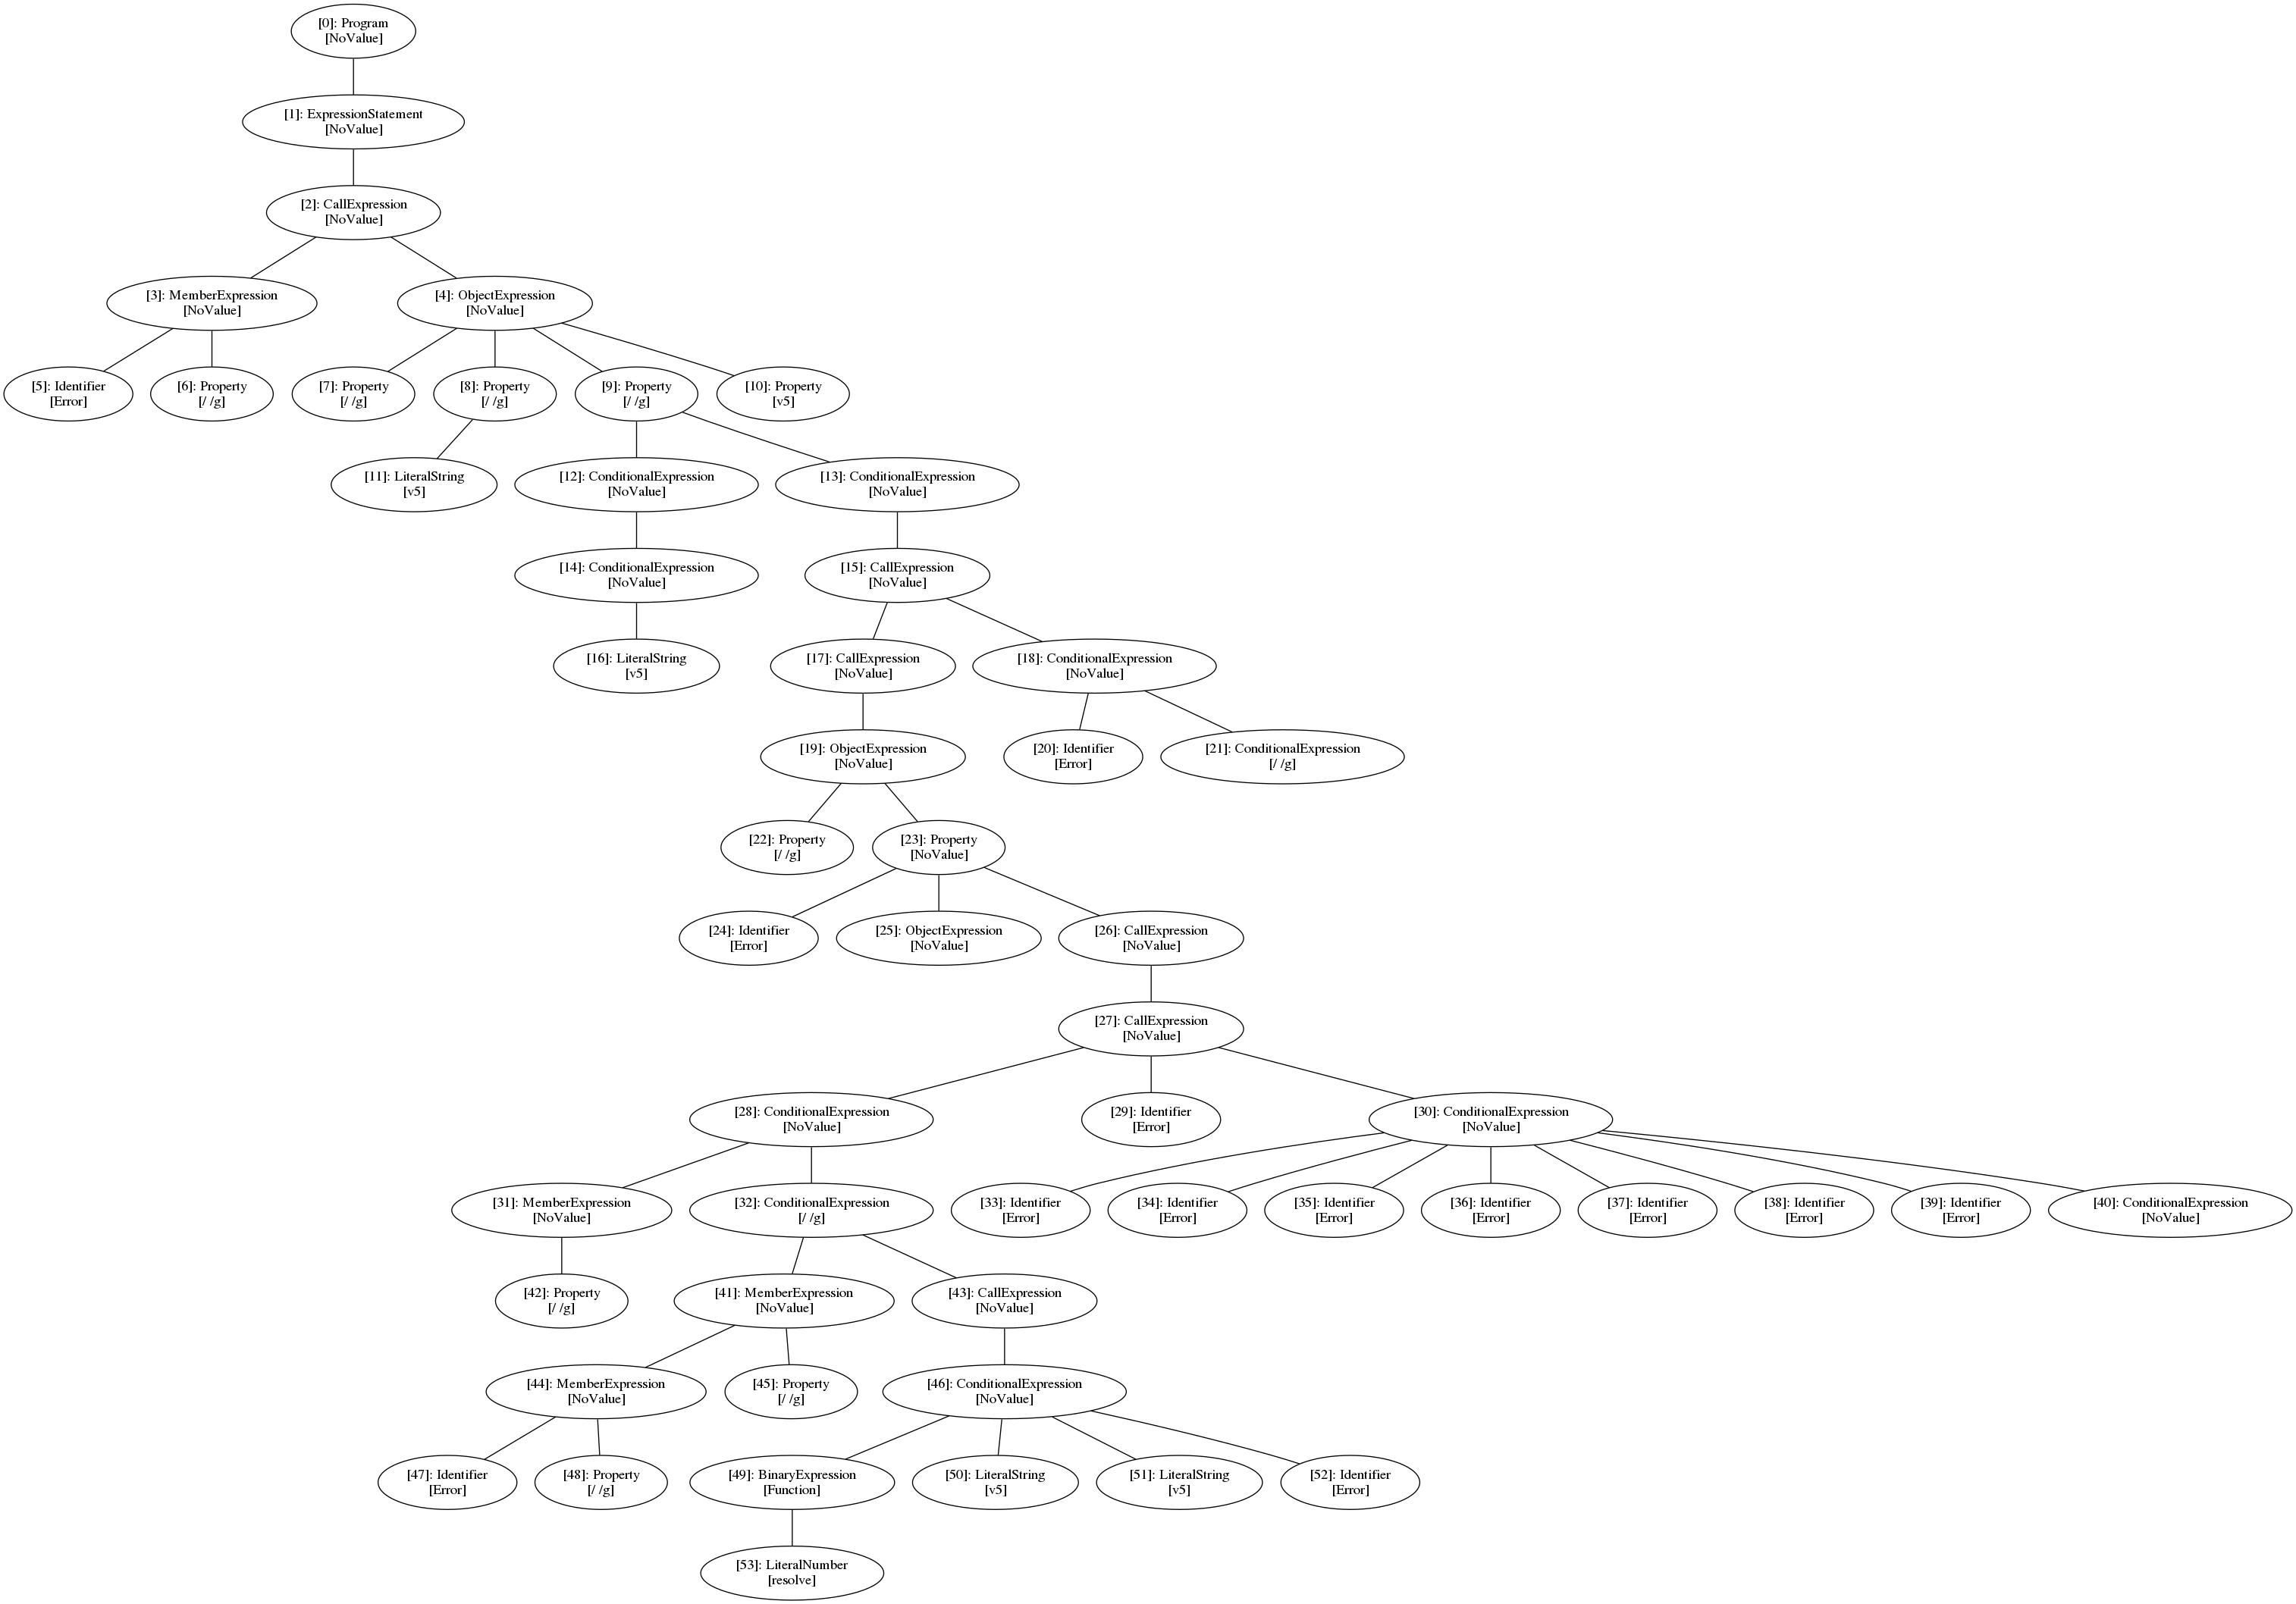 [0]: Program
[NoValue]
[1]: ExpressionStatement
[NoValue]
[2]: CallExpression
[NoValue]
[3]: MemberExpression
[NoValue]
[4]: ObjectExpression
[NoValue]
[5]: Identifier
[Error]
[6]: Property
[/ /g]
[7]: Property
[/ /g]
[8]: Property
[/ /g]
[9]: Property
[/ /g]
[10]: Property
[v5]
[11]: LiteralString
[v5]
[12]: ConditionalExpression
[NoValue]
[13]: ConditionalExpression
[NoValue]
[14]: ConditionalExpression
[NoValue]
[15]: CallExpression
[NoValue]
[16]: LiteralString
[v5]
[17]: CallExpression
[NoValue]
[18]: ConditionalExpression
[NoValue]
[19]: ObjectExpression
[NoValue]
[20]: Identifier
[Error]
[21]: ConditionalExpression
[/ /g]
[22]: Property
[/ /g]
[23]: Property
[NoValue]
[24]: Identifier
[Error]
[25]: ObjectExpression
[NoValue]
[26]: CallExpression
[NoValue]
[27]: CallExpression
[NoValue]
[28]: ConditionalExpression
[NoValue]
[29]: Identifier
[Error]
[30]: ConditionalExpression
[NoValue]
[31]: MemberExpression
[NoValue]
[32]: ConditionalExpression
[/ /g]
[33]: Identifier
[Error]
[34]: Identifier
[Error]
[35]: Identifier
[Error]
[36]: Identifier
[Error]
[37]: Identifier
[Error]
[38]: Identifier
[Error]
[39]: Identifier
[Error]
[40]: ConditionalExpression
[NoValue]
[42]: Property
[/ /g]
[41]: MemberExpression
[NoValue]
[43]: CallExpression
[NoValue]
[44]: MemberExpression
[NoValue]
[45]: Property
[/ /g]
[46]: ConditionalExpression
[NoValue]
[47]: Identifier
[Error]
[48]: Property
[/ /g]
[49]: BinaryExpression
[Function]
[50]: LiteralString
[v5]
[51]: LiteralString
[v5]
[52]: Identifier
[Error]
[53]: LiteralNumber
[resolve]